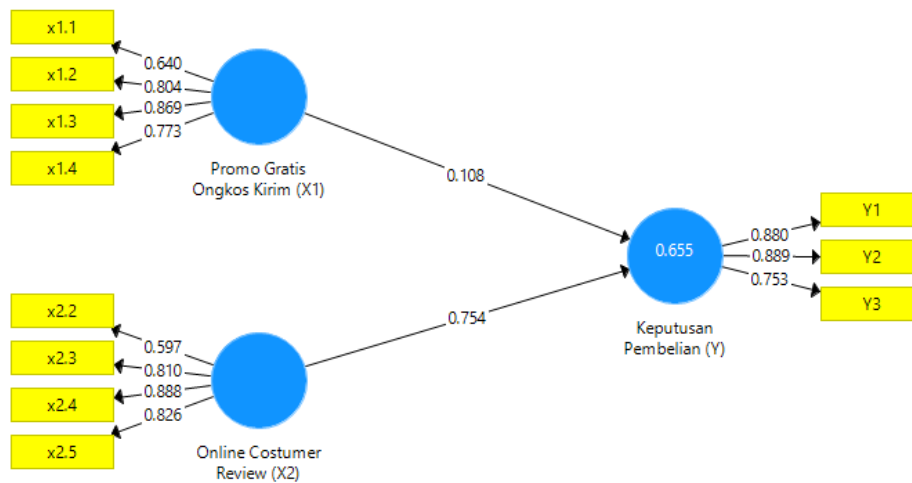 x1.1
0.640
x1.2
0.804
x1.3
0.869
x1.4
0.773
Promo Gratis
Ongkos Kirim (X1)
0.108
x2.2
0.597
x2.3
0.810
x2.4
0.888
x2.5
0.826
Online Costumer
Review (X2)
0.754
0.655
Keputusan
Pembelian (Y)
Y1
0.880
Y2
0.889
Y3
0.753